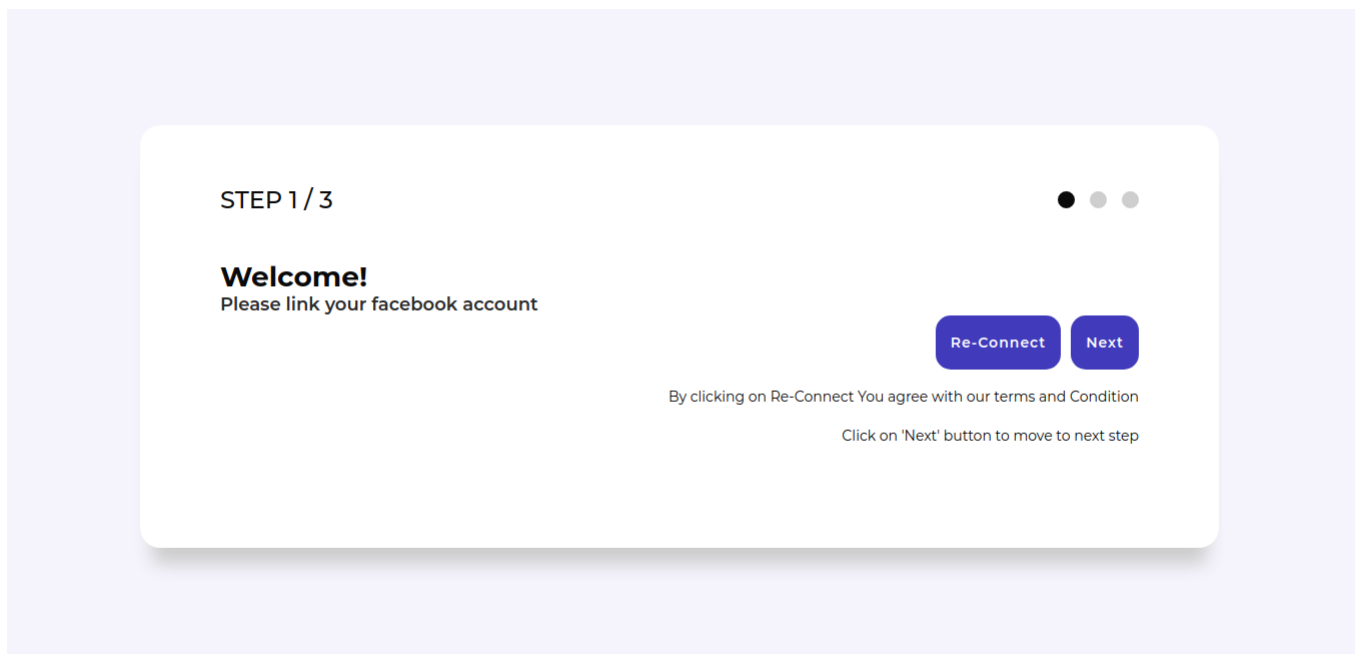 STEP 1 / 3
Welcome!
Please link your facebook account
Re-Connect
Next
By clicking on Re-Connect You agree with our terms and Condition
Click on 'Next' button to move to next step